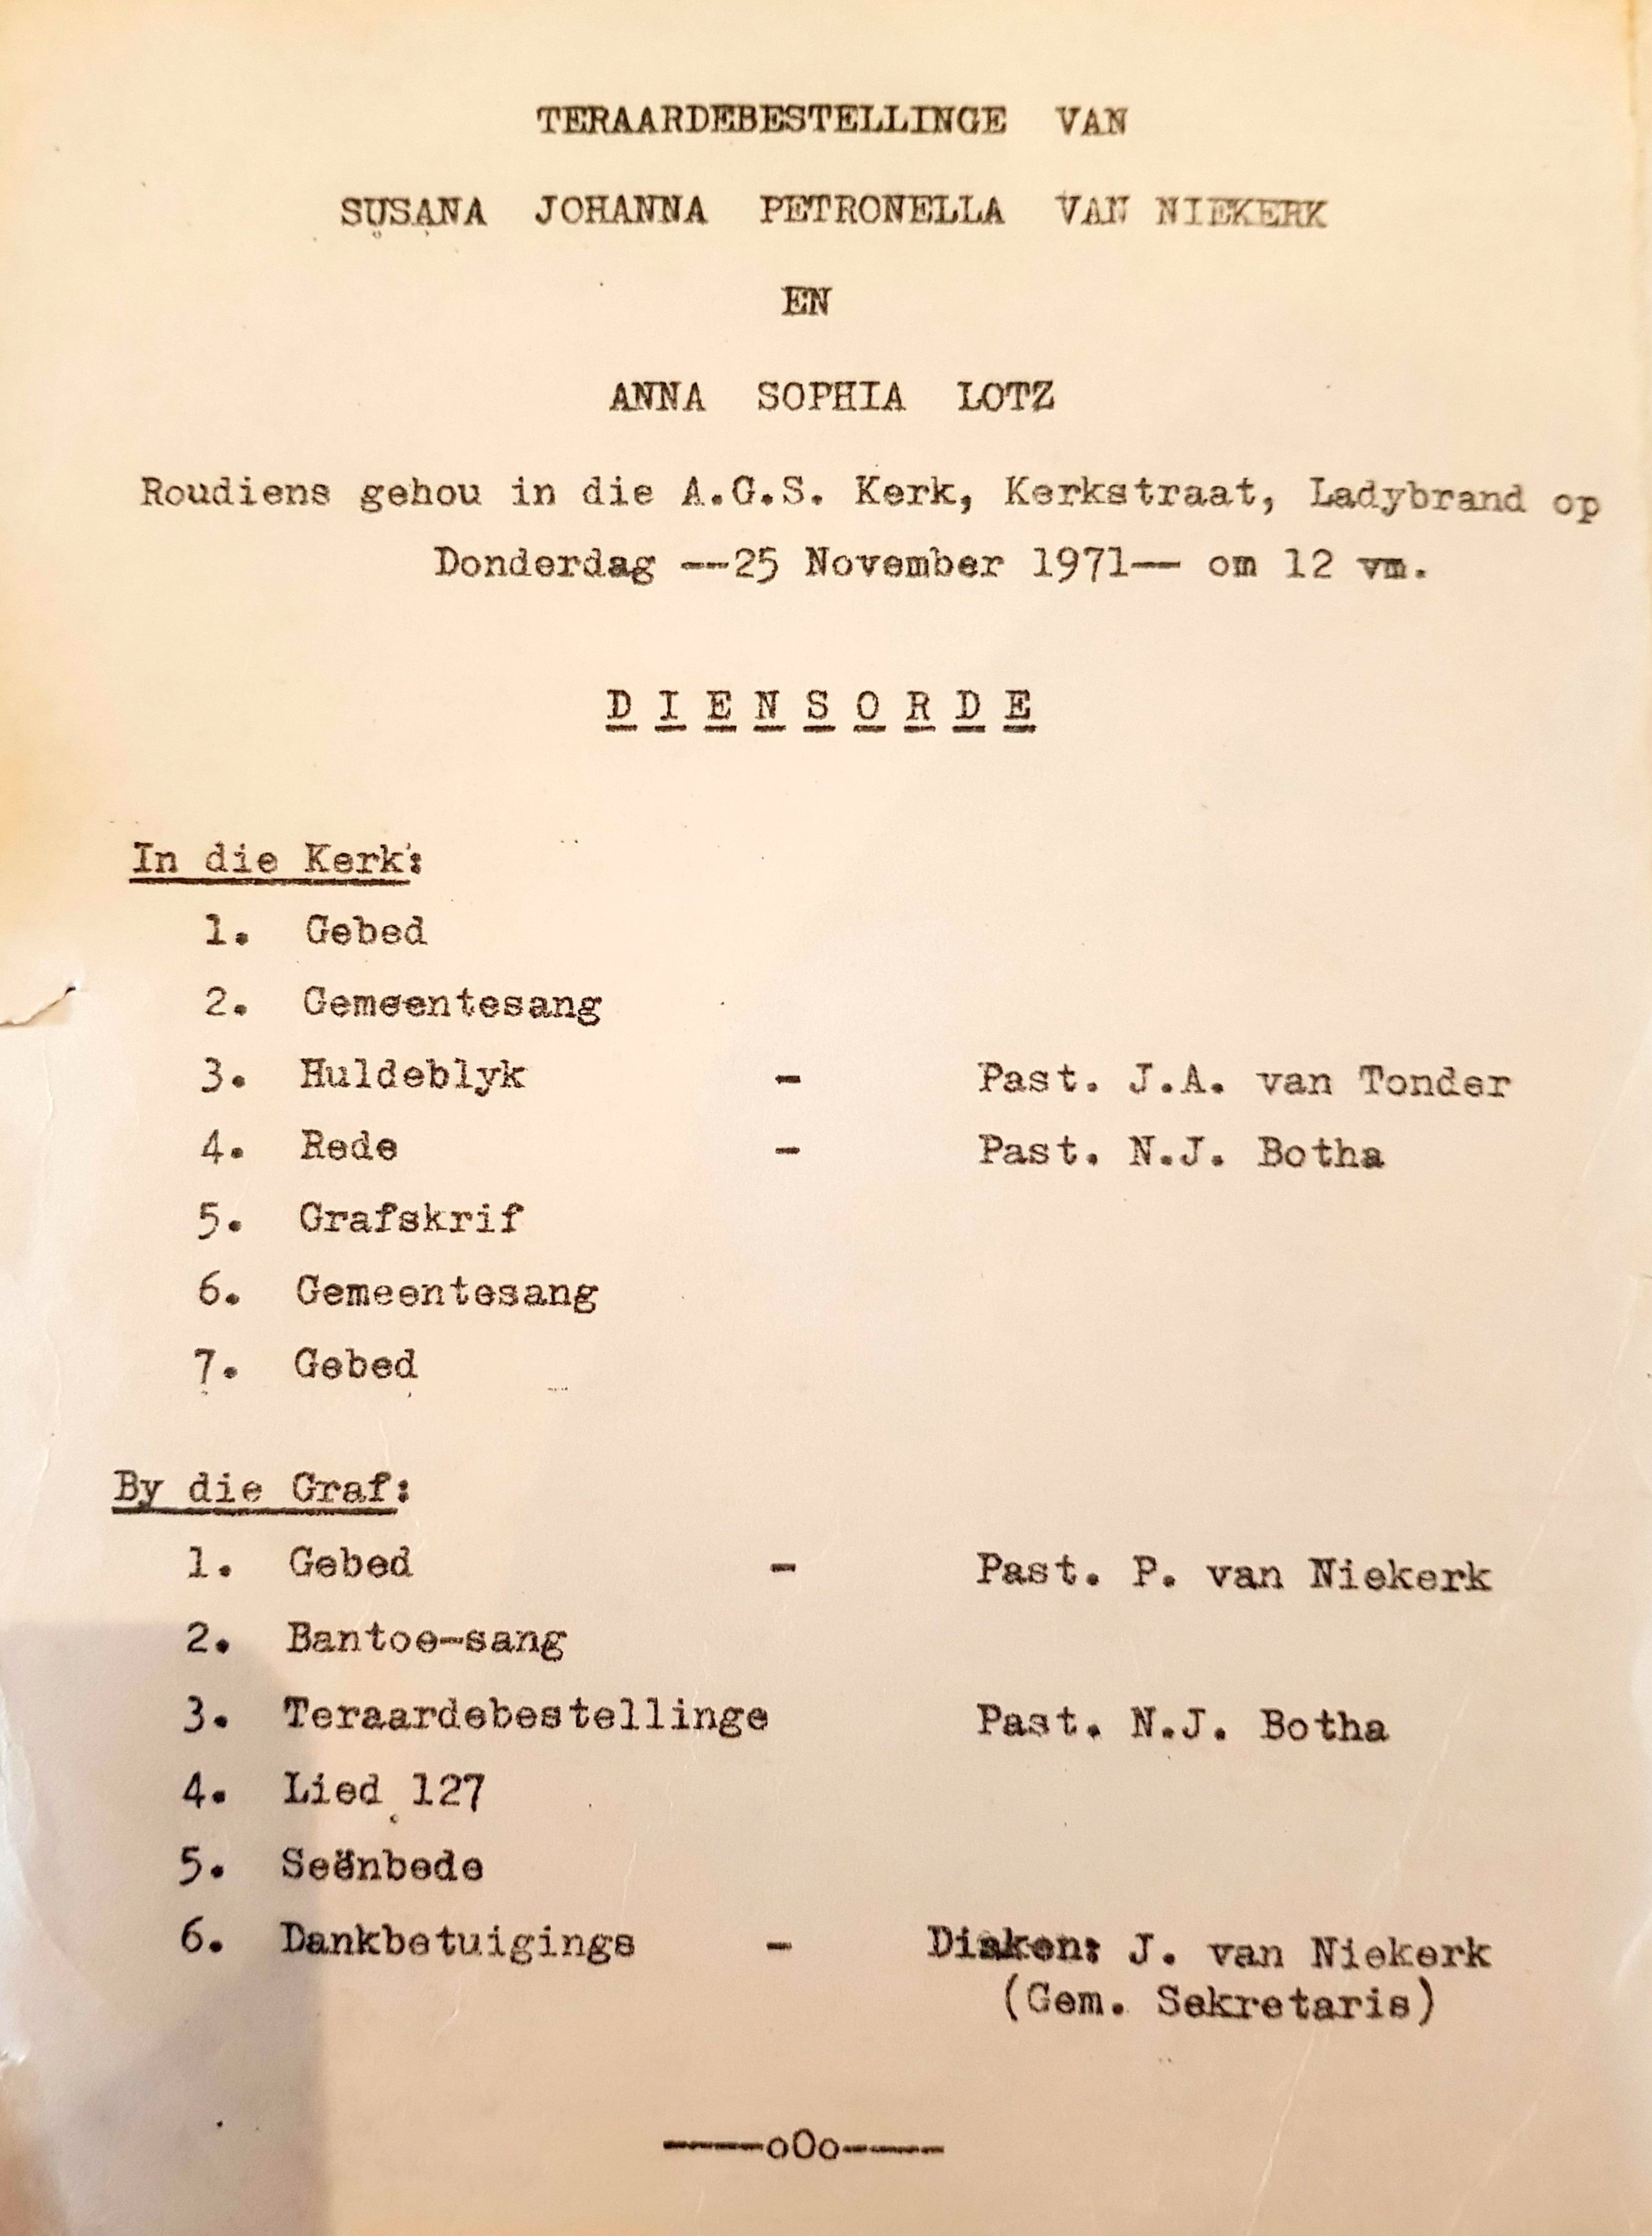 TERAARDEBESTELLINGE VAN
SUSANA JOHANNA PETRONELLA VAN NIEKERK
EN
ANNA SOPHIA LOTZ
Roudiens gehou in die A.G.S. Kerk, Kerkstraat, Ladybrand op
Donderdag --25 November 1971-- om 12 vm.
D I E N S O R D E
In die Kerk:
1. Gebed
2. Gemeentesang
3. Huldeblyk - Past. J.A. van Tonder
4. Rede - Past. N.J. Botha
5. Grafskrif
6. Gemeentesang
7. Gebed
By die Graf:
1. Gebed - Past. P. van Niekerk
2. Bantoe-sang
3. Teraardebestellinge Past. N.J. Botha
4. Lied 127
5. Seënbede
6. Dankbetuigings - Diaken: J. van Niekerk
(Gem. Sekretaris)
----oOo----